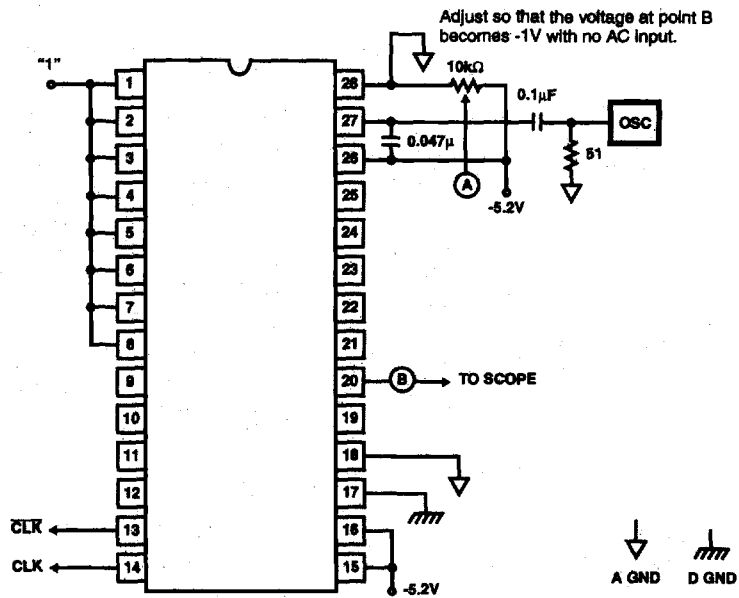 Adjust so that the voltage at point B
becomes -1V with no AC input.
"1"
10kΩ
0.1μF
OSC
51
0.047μ
A
-5.2V
1
2
3
4
5
6
7
8
9
10
11
12
13
14
28
27
26
25
24
23
22
21
20
19
18
17
16
15
B
TO SCOPE
CLK
CLK
-5.2V
A GND
D GND